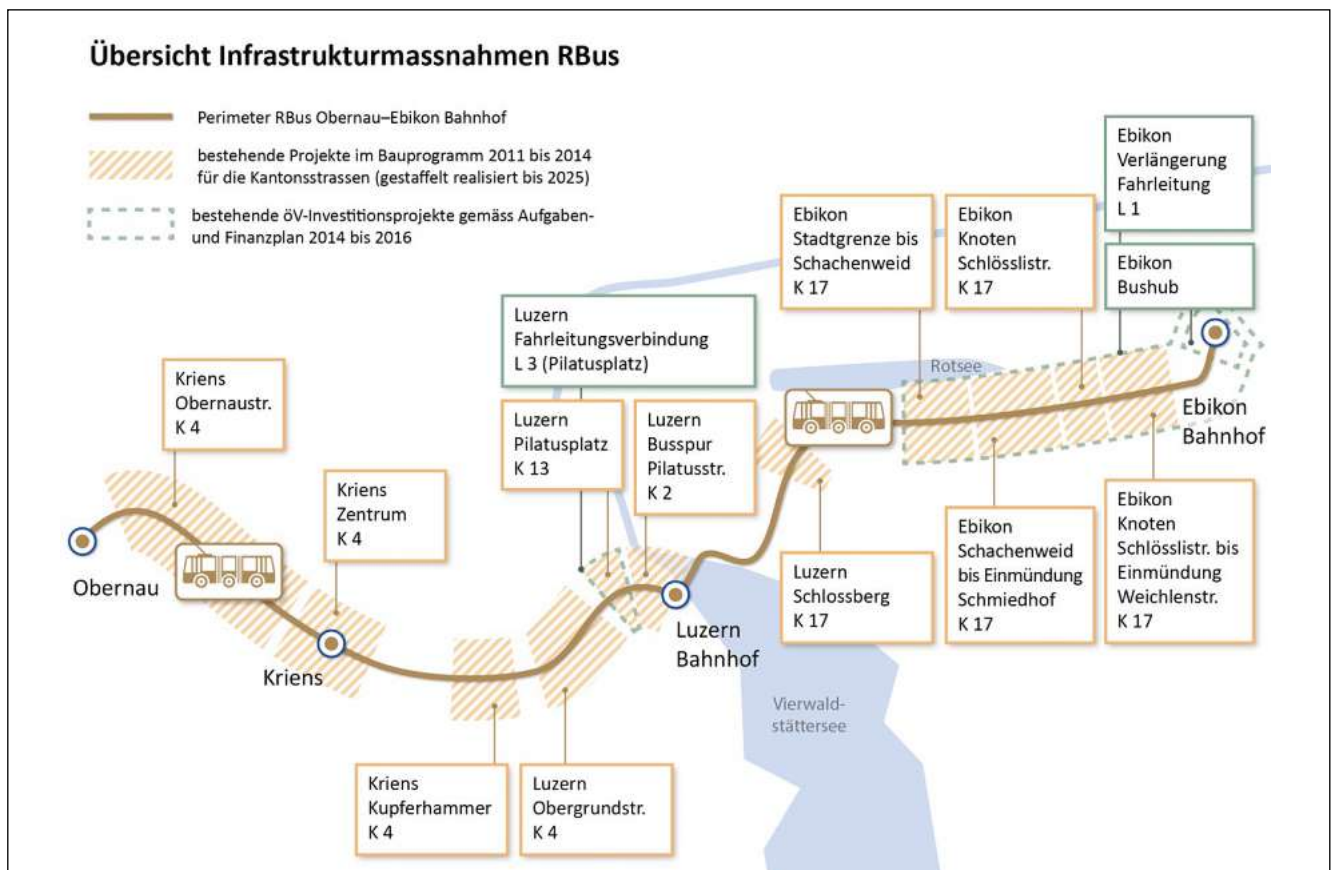 Übersicht Infrastrukturmassnahmen RBus
Perimeter RBus Obernau–Ebikon Bahnhof
bestehende Projekte im Bauprogramm 2011 bis 2014
für die Kantonsstrassen (gestaffelt realisiert bis 2025)
bestehende öV-Investitionsprojekte gemäss Aufgaben-
und Finanzplan 2014 bis 2016
Ebikon
Verlängerung
Fahrleitung
L 1
Ebikon
Stadtgrenze bis
Schachenweid
K 17
Ebikon
Knoten
Schlösslistr.
K 17
Ebikon
Bushub
Luzern
Fahrleitungsverbindung
L 3 (Pilatusplatz)
Kriens
Obernaustr.
K 4
Rotsee
Luzern
Pilatusplatz
K 13
Luzern
Busspur
Pilatusstr.
K 2
Ebikon
Bahnhof
Kriens
Zentrum
K 4
Obernau
Luzern
Schlossberg
K 17
Ebikon
Schachenweid
bis Einmündung
Schmiedhof
K 17
Ebikon
Knoten
Schlösslistr. bis
Einmündung
Weichlenstr.
K 17
Luzern
Bahnhof
Kriens
Vierwald-
stättersee
Kriens
Kupferhammer
K 4
Luzern
Obergrundstr.
K 4